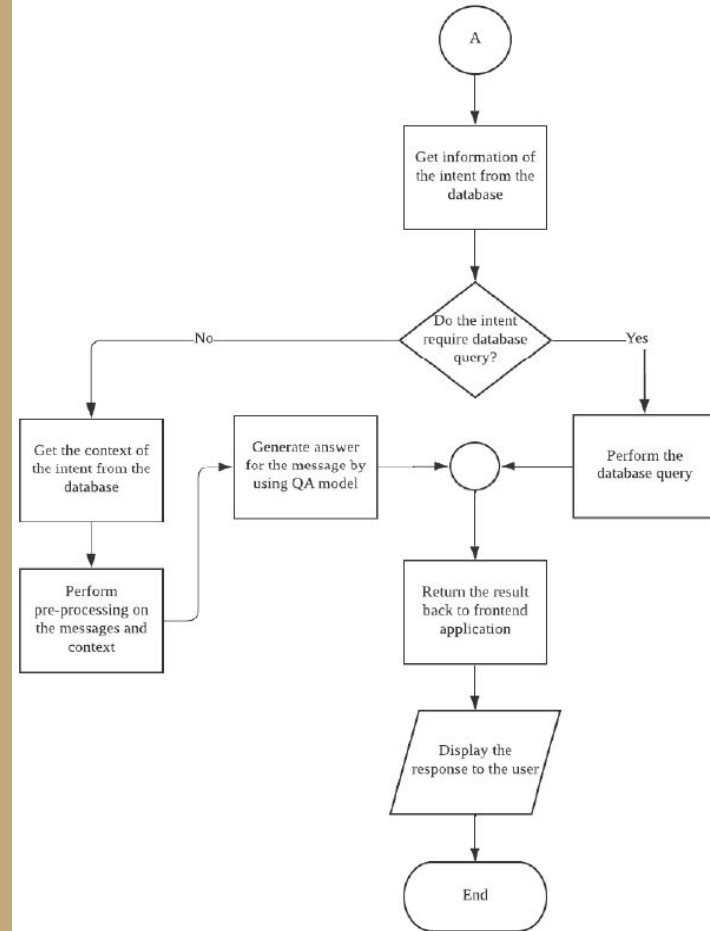 A
Get information of
the intent from the
database
Do the intent
require database
query?
No
Yes
Get the context of
the intent from the
database
Generate answer
for the message by
using QA model
Perform the
database query
Perform
pre-processing on
the messages and
context
Return the result
back to frontend
application
Display the
response to the user
End